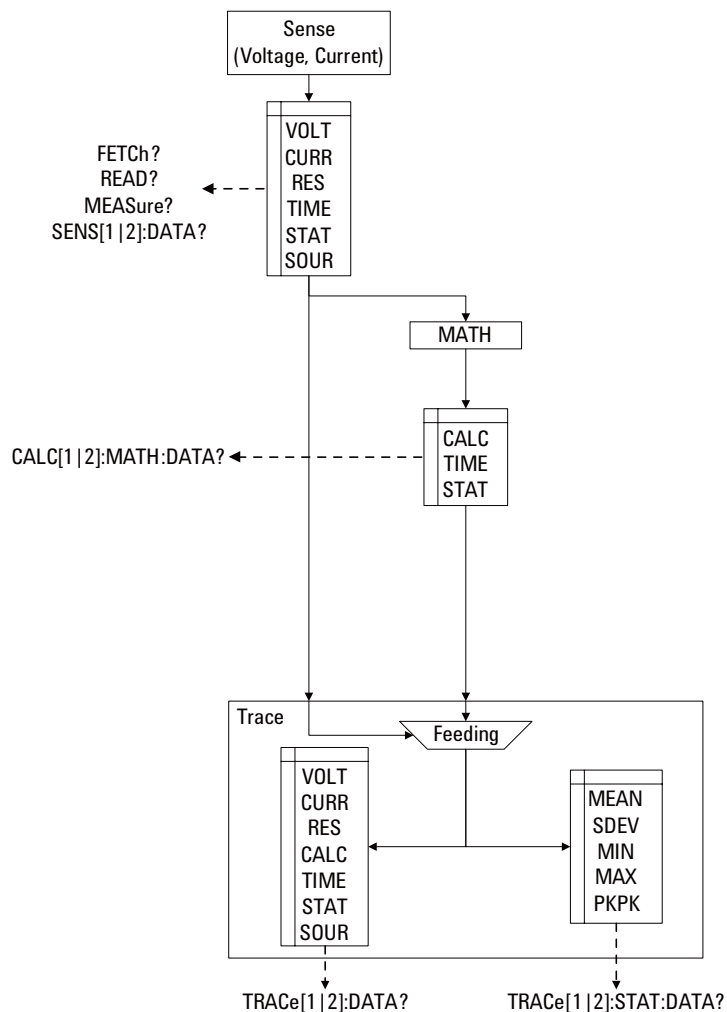 Sense
(Voltage, Current)
VOLT
CURR
RES
TIME
STAT
SOUR
FETCh?
READ?
MEASure?
SENS[1|2]:DATA?
MATH
CALC
TIME
STAT
CALC[1|2]:MATH:DATA?
Trace
Feeding
VOLT
CURR
RES
CALC
TIME
STAT
SOUR
MEAN
SDEV
MIN
MAX
PKPK
TRACe[1|2]:DATA?
TRACe[1|2]:STAT:DATA?